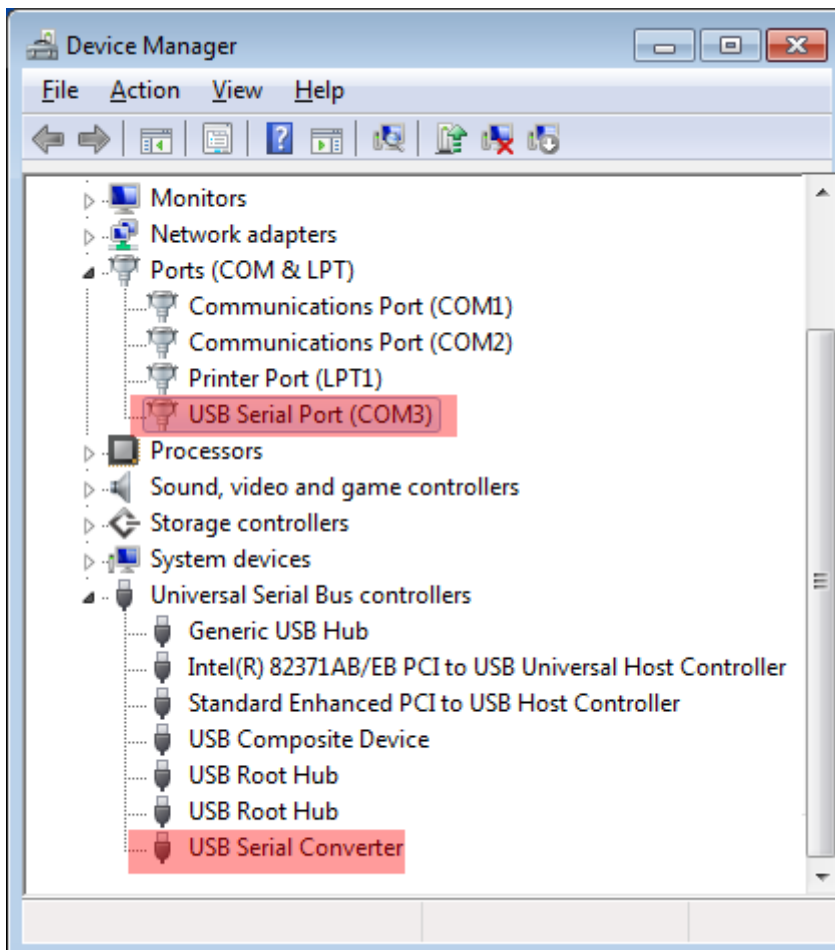 Device Manager
File Action View Help
Monitors
Network adapters
Ports (COM & LPT)
Communications Port (COM1)
Communications Port (COM2)
Printer Port (LPT1)
USB Serial Port (COM3)
Processors
Sound, video and game controllers
Storage controllers
System devices
Universal Serial Bus controllers
Generic USB Hub
Intel(R) 82371AB/EB PCI to USB Universal Host Controller
Standard Enhanced PCI to USB Host Controller
USB Composite Device
USB Root Hub
USB Root Hub
USB Serial Converter